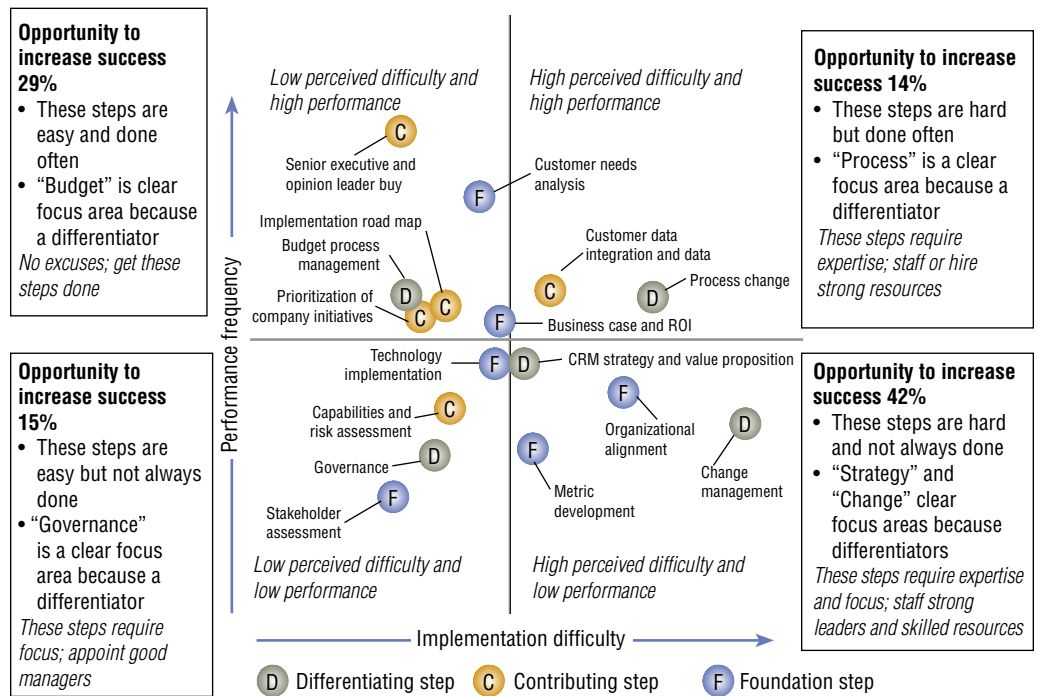 Opportunity to
increase success
29%
• These steps are
easy and done
often
• “Budget” is clear
focus area because
a differentiator
No excuses; get these
steps done
Opportunity to
increase success
15%
• These steps are
easy but not always
done
• “Governance”
is a clear focus
area because a
differentiator
These steps require
focus; appoint good
managers
Performance frequency
Low perceived difficulty and
high performance
High perceived difficulty and
high performance
C
Senior executive and
opinion leader buy
F
Customer needs
analysis
Implementation road map
C
Budget process
management
D
Prioritization of
company initiatives
C
Customer data
integration and data
C
Process change
D
F
Business case and ROI
Technology
implementation
F
D
CRM strategy and value proposition
Capabilities and
risk assessment
C
F
Organizational
alignment
D
Change
management
Governance
D
F
Metric
development
Stakeholder
assessment
F
Low perceived difficulty and
low performance
High perceived difficulty and
low performance
Implementation difficulty
D Differentiating step
C Contributing step
F Foundation step
Opportunity to increase
success 14%
• These steps are hard
but done often
• “Process” is a clear
focus area because a
differentiator
These steps require
expertise; staff or hire
strong resources
Opportunity to increase
success 42%
• These steps are hard
and not always done
• “Strategy” and
“Change” clear
focus areas because
differentiators
These steps require expertise
and focus; staff strong
leaders and skilled resources